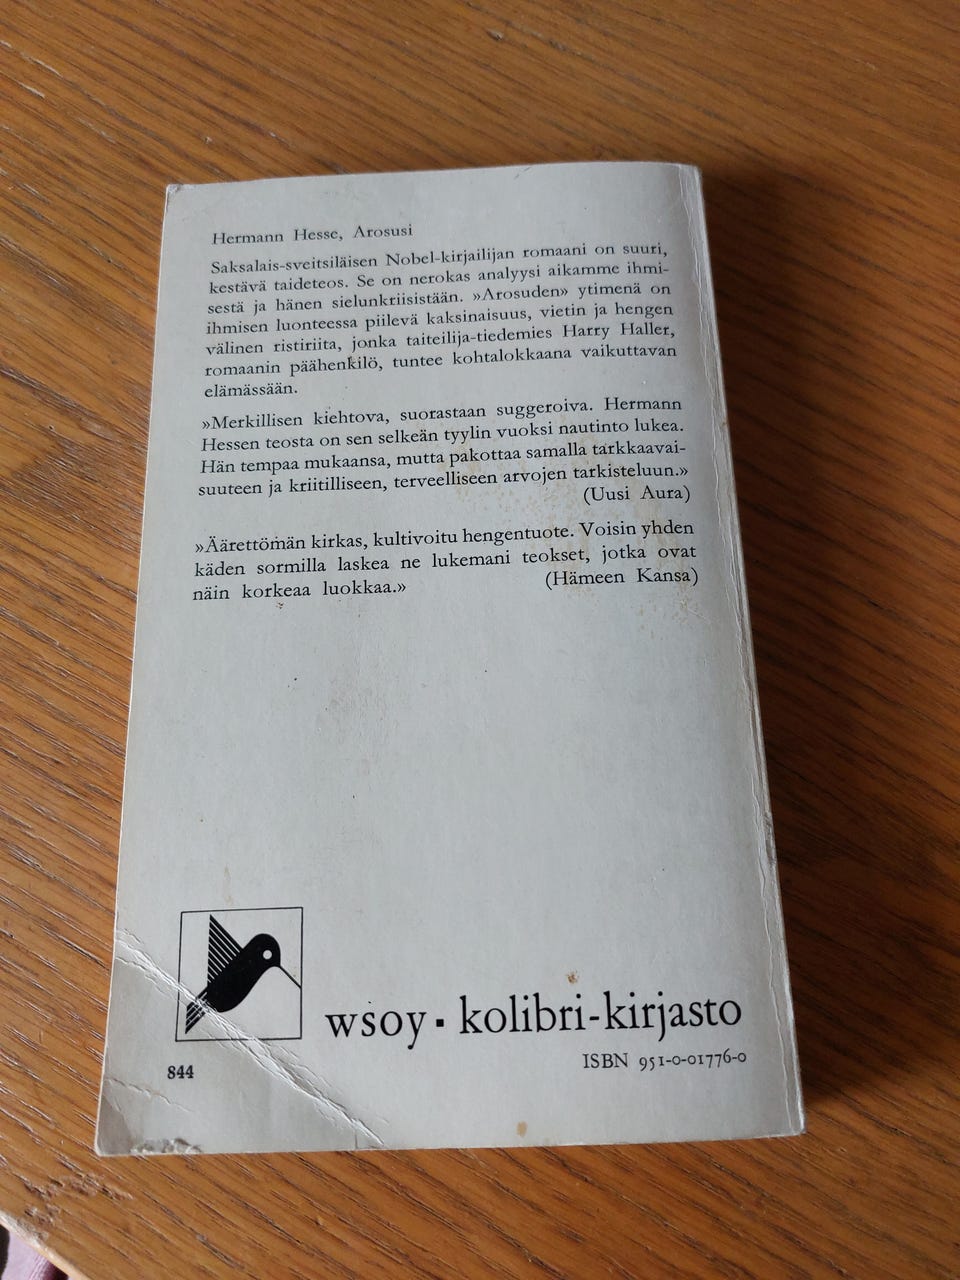 Hermann Hesse, Arosusi
Saksalais-sveitsiläisen Nobel-kirjailijan romaani on suuri,
kestävä taideteos. Se on nerokas analyysi aikamme ihmi-
sestä ja hänen sielunkriisistään. »Arosuden» ytimenä on
ihmisen luonteessa piilevä kaksinaisuus, vietin ja hengen
välinen ristiriita, jonka taiteilija-tiedemies Harry Haller,
romaanin päähenkilö, tuntee kohtalokkaana vaikuttavan
elämässään.
»Merkillisen kiehtova, suorastaan suggeroiva. Hermann
Hessen teosta on sen selkeän tyylin vuoksi nautinto lukea.
Hän tempaa mukaansa, mutta pakottaa samalla tarkkaavai-
suuteen ja kriitilliseen, terveelliseen arvojen tarkisteluun.»
(Uusi Aura)
»Äärettömän kirkas, kultivoitu hengentuote. Voisin yhden
käden sormilla laskea ne lukemani teokset, jotka ovat
näin korkeaa luokkaa.» (Hämeen Kansa)
wsoy ▪ kolibri-kirjasto
ISBN 951-0-01776-0
844